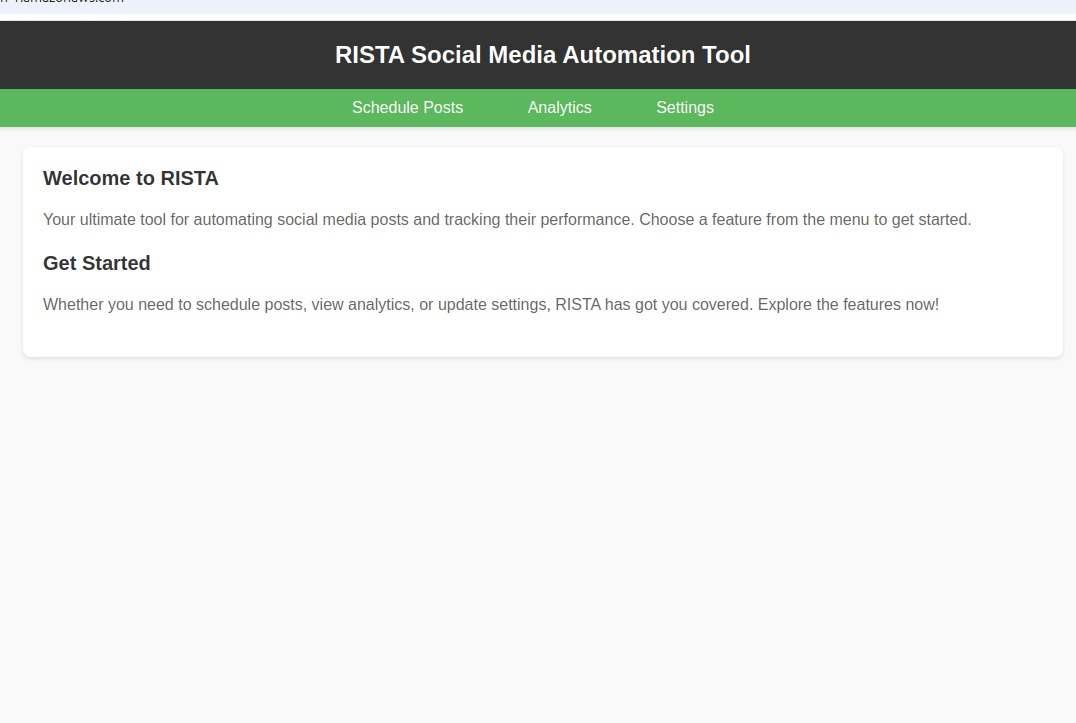 RISTA Social Media Automation Tool
Schedule Posts Analytics Settings
Welcome to RISTA
Your ultimate tool for automating social media posts and tracking their performance. Choose a feature from the menu to get started.
Get Started
Whether you need to schedule posts, view analytics, or update settings, RISTA has got you covered. Explore the features now!